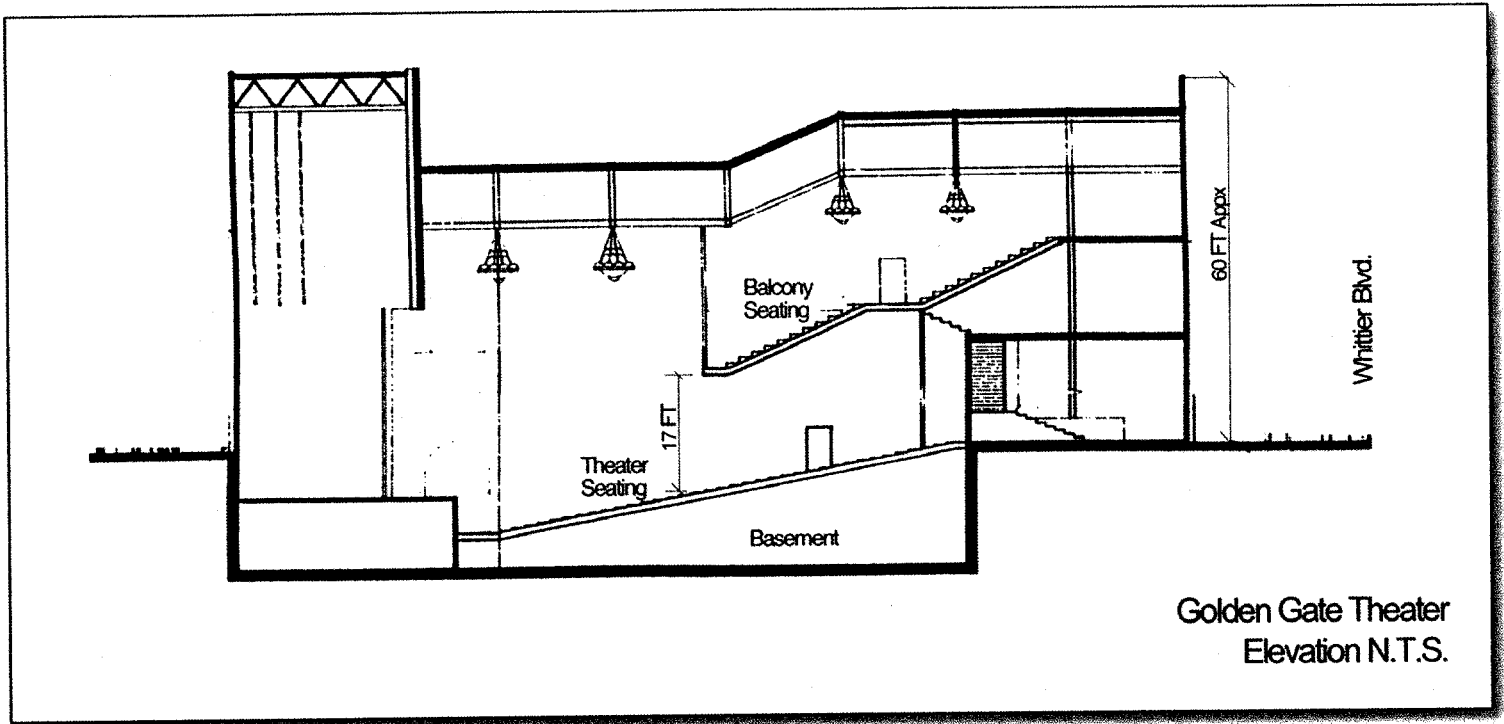 Balcony
Seating
60 FT Appx
Whittier Blvd.
17 FT
Theater
Seating
Basement
Golden Gate Theater
Elevation N.T.S.